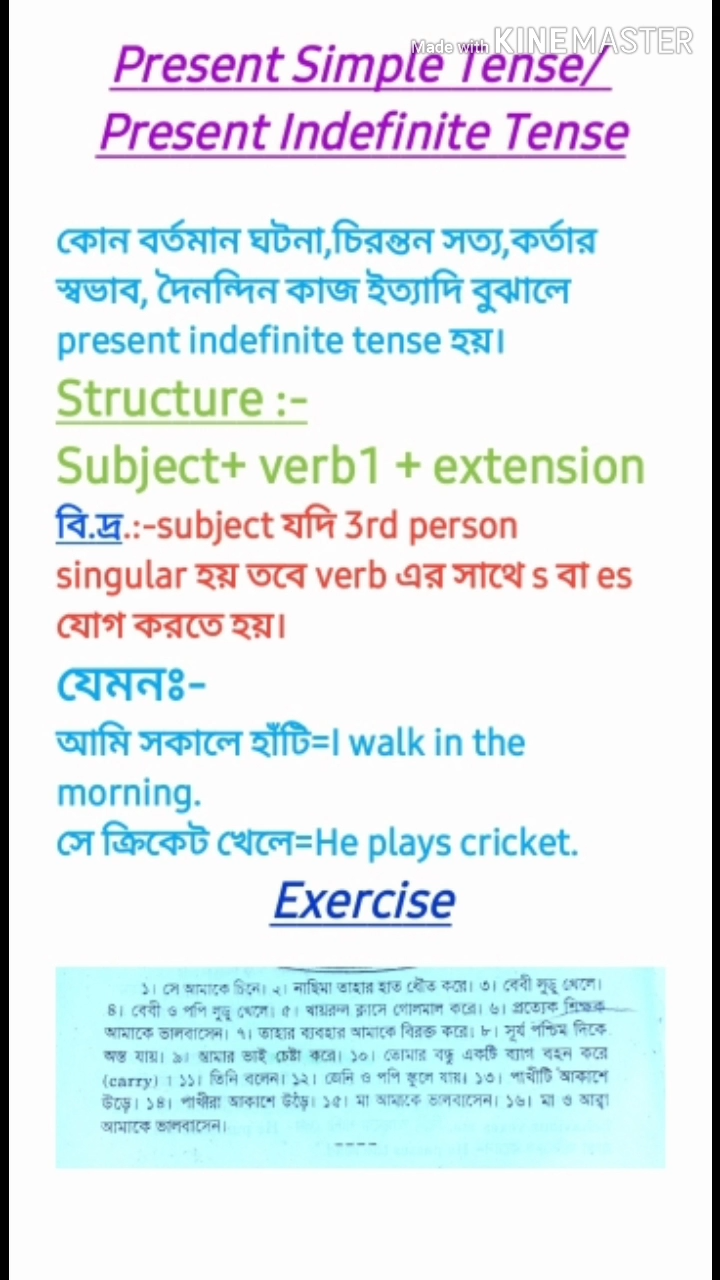 Made with KINEMASTER
Present Simple Tense/
Present Indefinite Tense
কোন বর্তমান ঘটনা,চিরন্তন সত্য,কর্তার
স্বভাব, দৈনন্দিন কাজ ইত্যাদি বুঝালে
present indefinite tense হয়।
Structure :-
Subject+ verb1 + extension
বি.দ্র.:-subject যদি 3rd person
singular হয় তবে verb এর সাথে s বা es
যোগ করতে হয়।
যেমনঃ-
আমি সকালে হাঁটি=I walk in the
morning.
সে ক্রিকেট খেলে=He plays cricket.
Exercise
১। সে আমাকে চিনে। ২। নাছিমা তাহার হাত ধৌত করে। ৩। বেবী লুডু খেলে।
৪। বেবী ও পপি লুডু খেলে। ৫। খায়রুল ক্লাসে গোলমাল করে। ৬। প্রত্যেক শিক্ষক
আমাকে ভালবাসেন। ৭। তাহার ব্যবহার আমাকে বিরক্ত করে। ৮। সূর্য পশ্চিম দিকে
অস্ত যায়। ৯। আমার ভাই চেষ্টা করে। ১০। তোমার বন্ধু একটি ব্যাগ বহন করে
(carry) । ১১। তিনি বলেন। ১২। জেনি ও পপি স্কুলে যায়। ১৩। পাখীটি আকাশে
উড়ে। ১৪। পাখীরা আকাশে উড়ে। ১৫। মা আমাকে ভালবাসেন। ১৬। মা ও আব্বা
আমাকে ভালবাসেন।